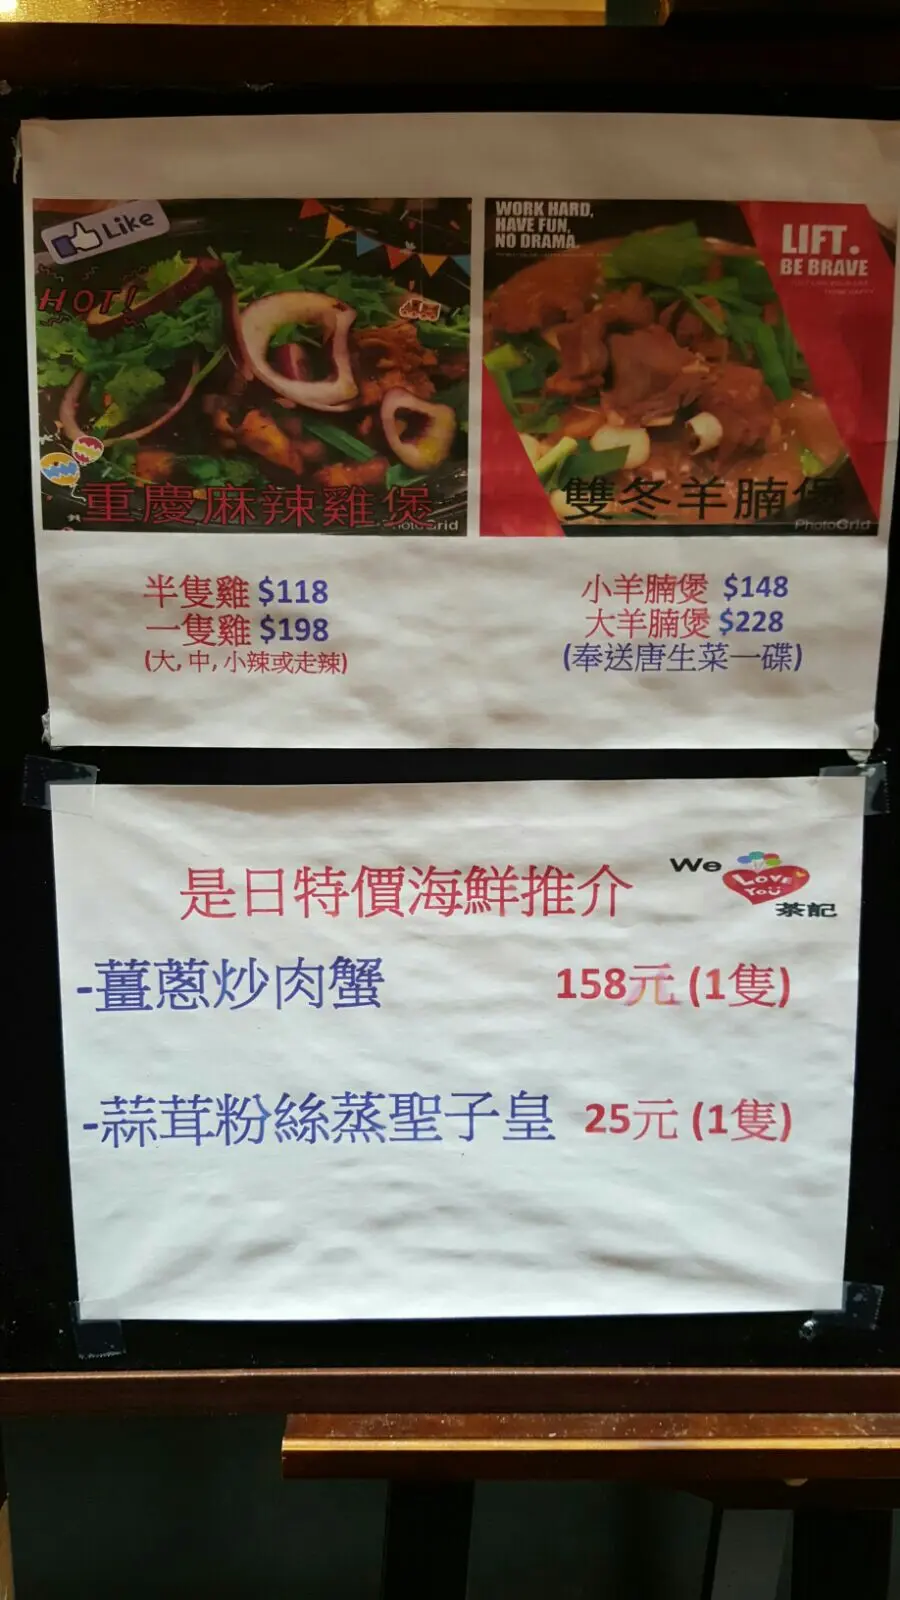 Like
HOT!
重慶麻辣雞煲
PhotoGrid
半隻雞 $118
一隻雞 $198
(大, 中, 小辣或走辣)
WORK HARD,
HAVE FUN,
NO DRAMA.
LIFT.
BE BRAVE
雙冬羊腩煲
PhotoGrid
小羊腩煲 $148
大羊腩煲 $228
(奉送唐生菜一碟)
We LOVE YOU 茶記
是日特價海鮮推介
-薑蔥炒肉蟹 158元 (1隻)
-蒜茸粉絲蒸聖子皇 25元 (1隻)